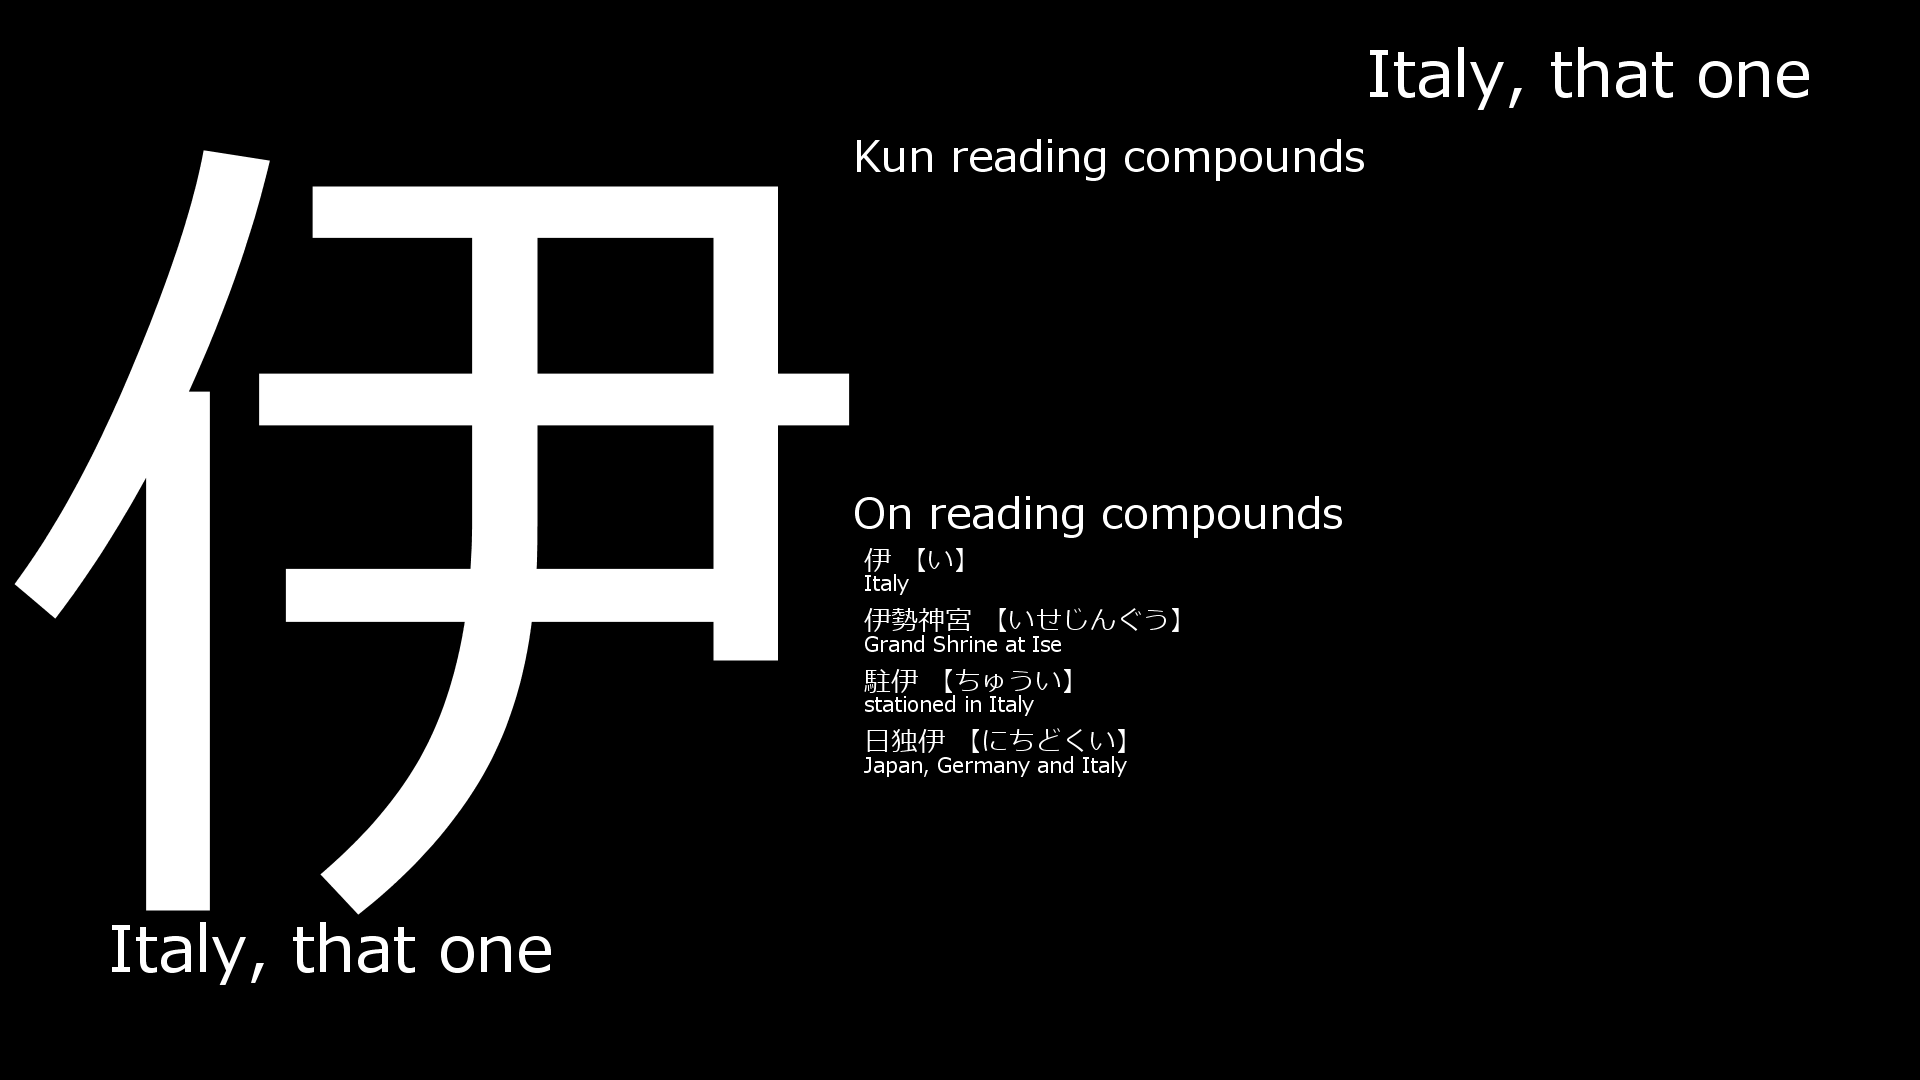 Italy, that one
伊
Kun reading compounds
On reading compounds
伊 【い】
Italy
伊勢神宮 【いせじんぐう】
Grand Shrine at Ise
駐伊 【ちゅうい】
stationed in Italy
日独伊 【にちどくい】
Japan, Germany and Italy
Italy, that one